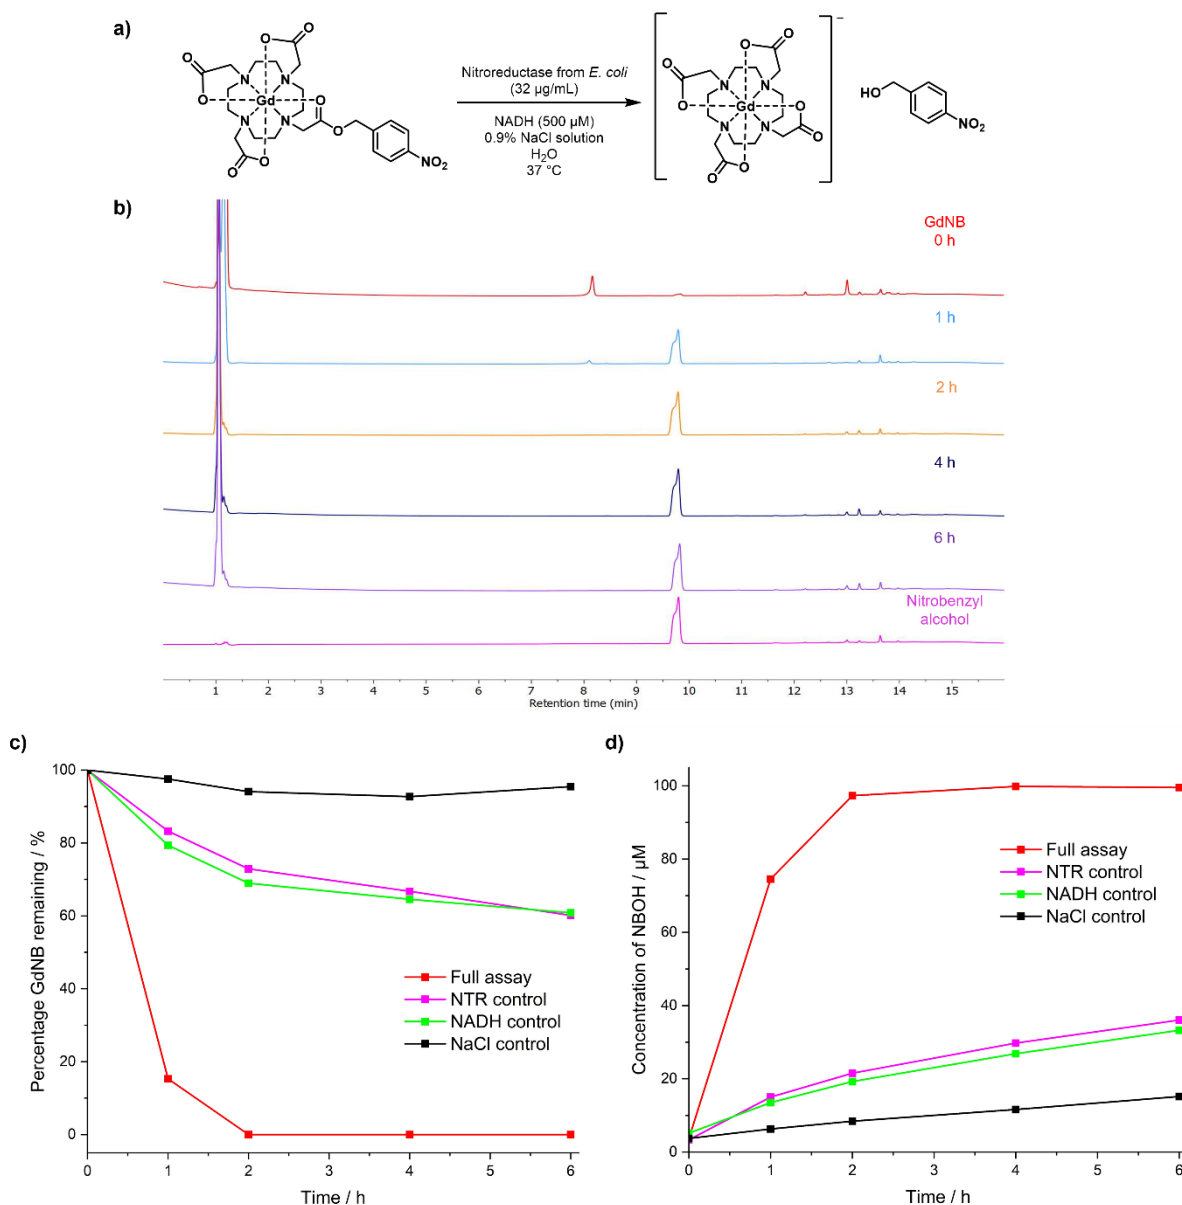 a)
O
O
O
O
N
N
Gd
O
O
N
N
O
O
O
NO₂
Nitroreductase from E. coli
(32 µg/mL)
NADH (500 µM)
0.9% NaCl solution
H₂O
37 °C
O
O
O
O
N
N
Gd
O
O
N
N
O
O
−
HO
NO₂
b)
GdNB
0 h
1 h
2 h
4 h
6 h
Nitrobenzyl
alcohol
1 2 3 4 5 6 7 8 9 10 11 12 13 14 15
Retention time (min)
c)
Percentage GdNB remaining / %
100
80
60
40
20
0
Full assay
NTR control
NADH control
NaCl control
0 1 2 3 4 5 6
Time / h
d)
Concentration of NBOH / µM
100
80
60
40
20
0
Full assay
NTR control
NADH control
NaCl control
0 1 2 3 4 5 6
Time / h